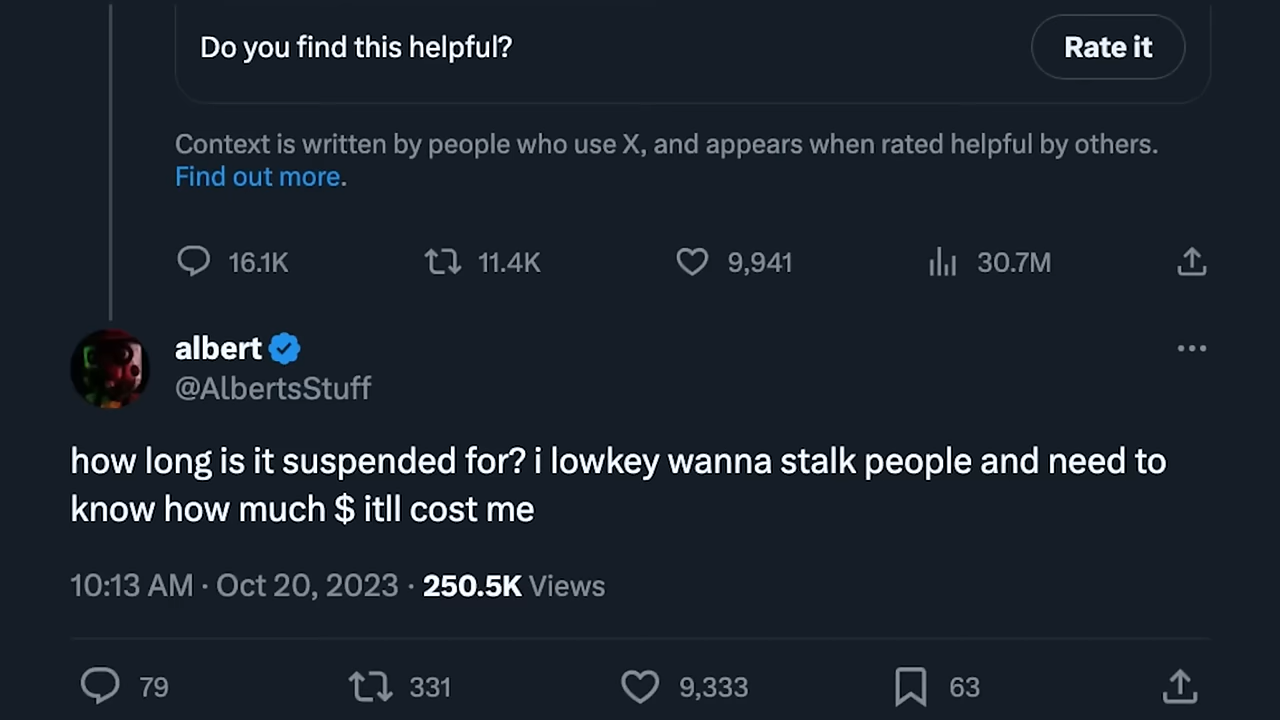 Do you find this helpful?
Rate it
Context is written by people who use X, and appears when rated helpful by others.
Find out more.
16.1K 11.4K 9,941 30.7M
albert
@AlbertsStuff
how long is it suspended for? i lowkey wanna stalk people and need to
know how much $ itll cost me
10:13 AM · Oct 20, 2023 · 250.5K Views
79 331 9,333 63